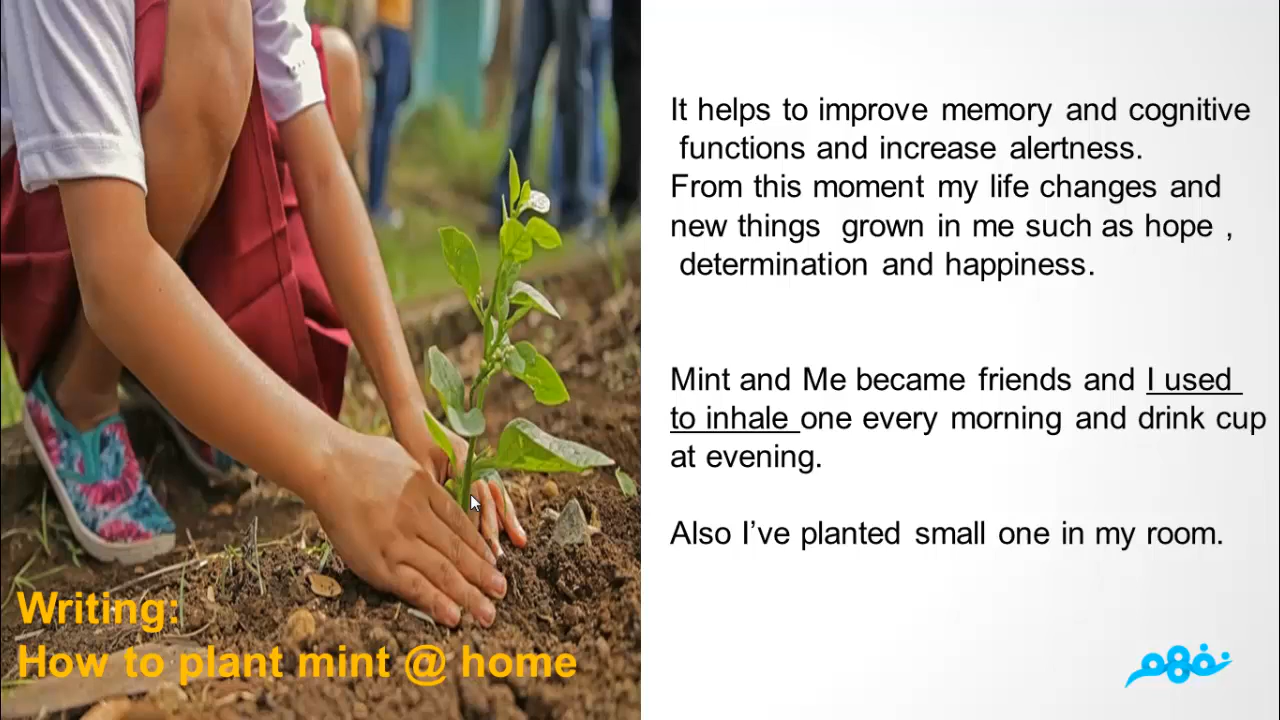 It helps to improve memory and cognitive
functions and increase alertness.
From this moment my life changes and
new things grown in me such as hope ,
determination and happiness.
Mint and Me became friends and I used
to inhale one every morning and drink cup
at evening.
Also I've planted small one in my room.
Writing:
How to plant mint @ home
نفهم